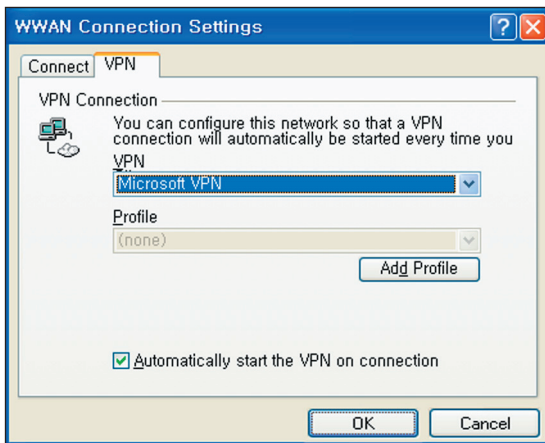 WWAN Connection Settings
Connect
VPN
VPN Connection
You can configure this network so that a VPN
connection will automatically be started every time you
VPN
Microsoft VPN
Profile
(none)
Add Profile
Automatically start the VPN on connection
OK
Cancel